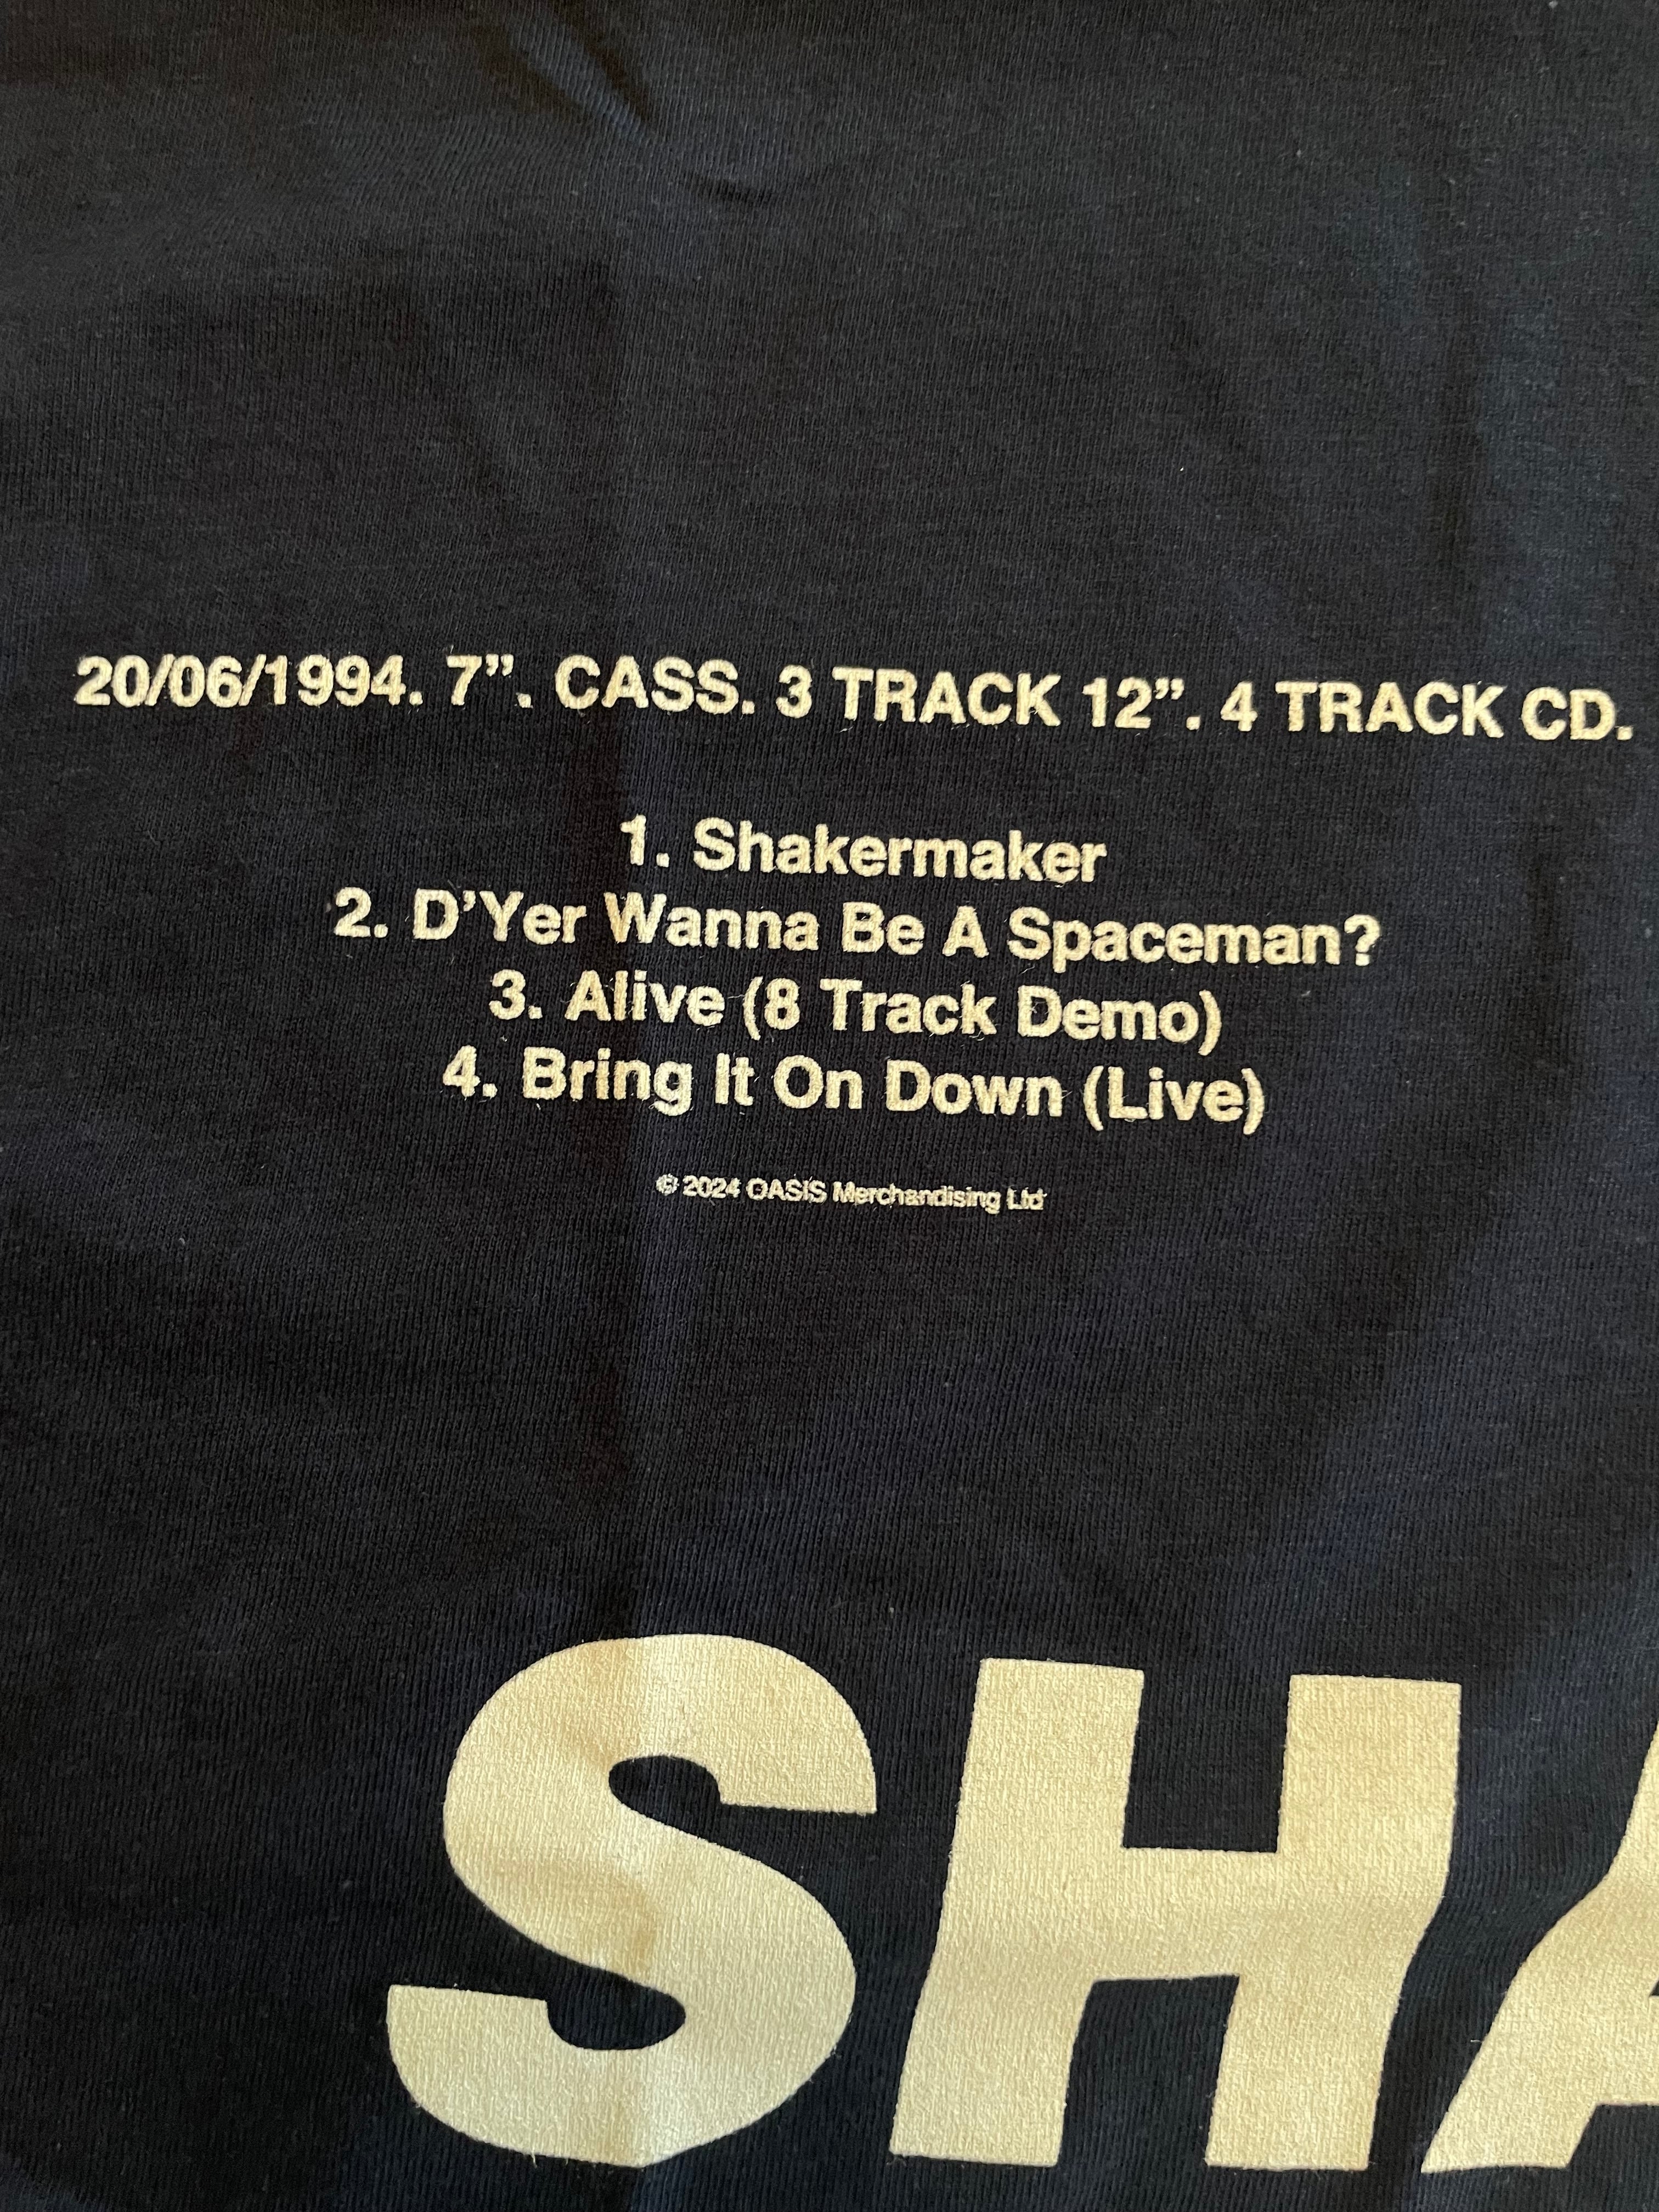 20/06/1994. 7”. CASS. 3 TRACK 12”. 4 TRACK CD.
1. Shakermaker
2. D’Yer Wanna Be A Spaceman?
3. Alive (8 Track Demo)
4. Bring It On Down (Live)
© 2024 OASIS Merchandising Ltd
SHA